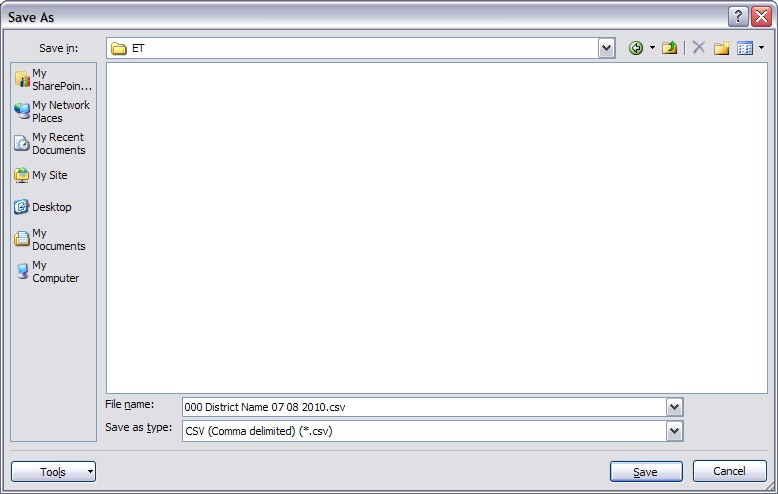 Save As
Save in:
ET
My
SharePoin...
My Network
Places
My Recent
Documents
My Site
Desktop
My
Documents
My
Computer
File name:
000 District Name 07 08 2010.csv
Save as type:
CSV (Comma delimited) (*.csv)
Tools
Save
Cancel